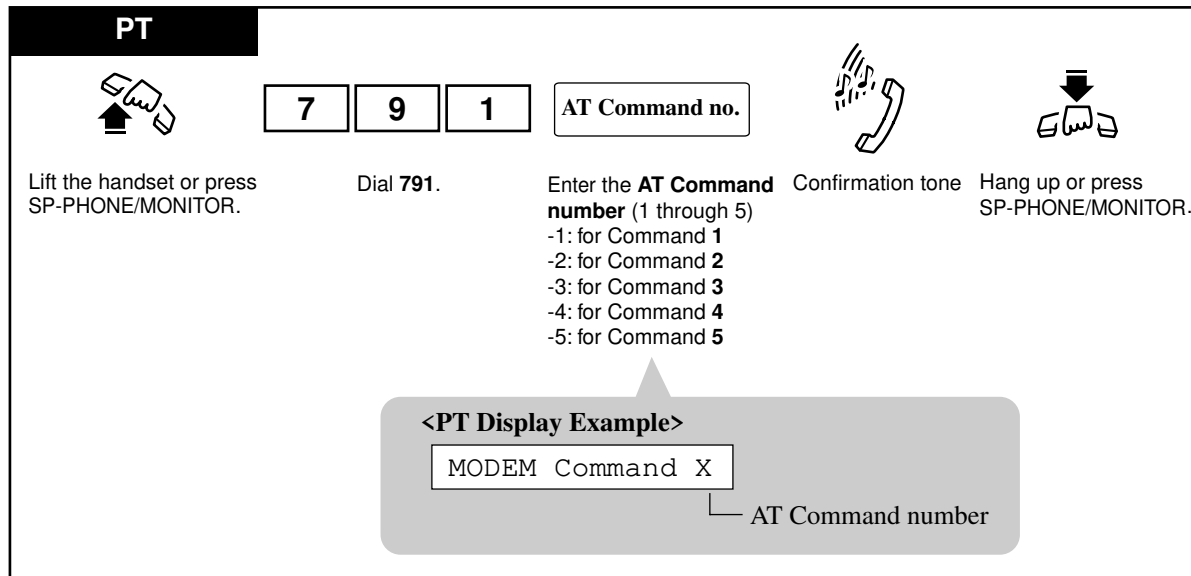 PT
7 9 1 AT Command no.
Lift the handset or press
SP-PHONE/MONITOR.
Dial 791.
Enter the AT Command
number (1 through 5)
-1: for Command 1
-2: for Command 2
-3: for Command 3
-4: for Command 4
-5: for Command 5
Confirmation tone
Hang up or press
SP-PHONE/MONITOR.
<PT Display Example>
MODEM Command X
AT Command number